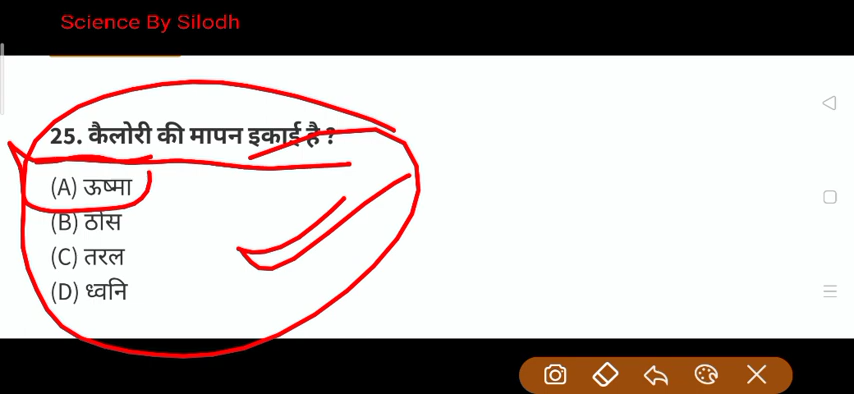 Science By Silodh
25. कैलोरी की मापन इकाई है ?
(A) ऊष्मा
(B) ठोस
(C) तरल
(D) ध्वनि